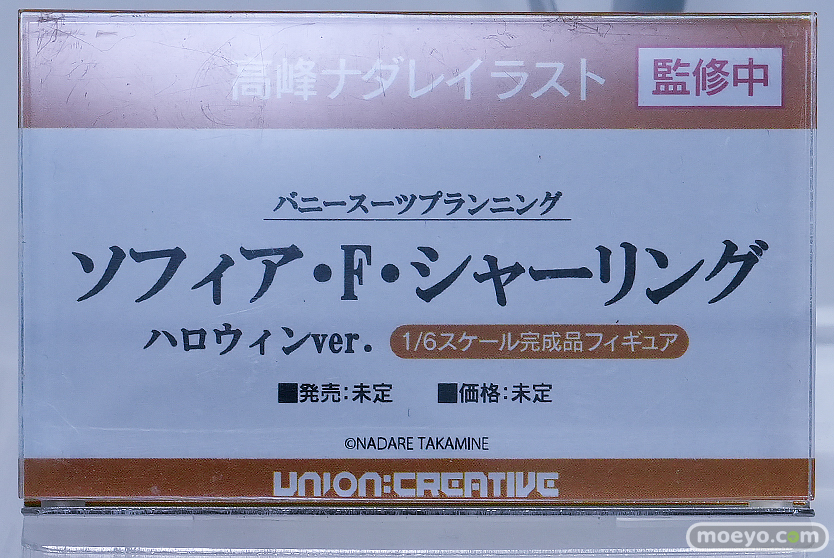 高峰ナダレイラスト 監修中
バニースーツプランニング
ソフィア・F・シャーリング
ハロウィンver. 1/6スケール完成品フィギュア
■発売：未定 ■価格：未定
©NADARE TAKAMINE
UNION:CREATIVE
moeyo.com